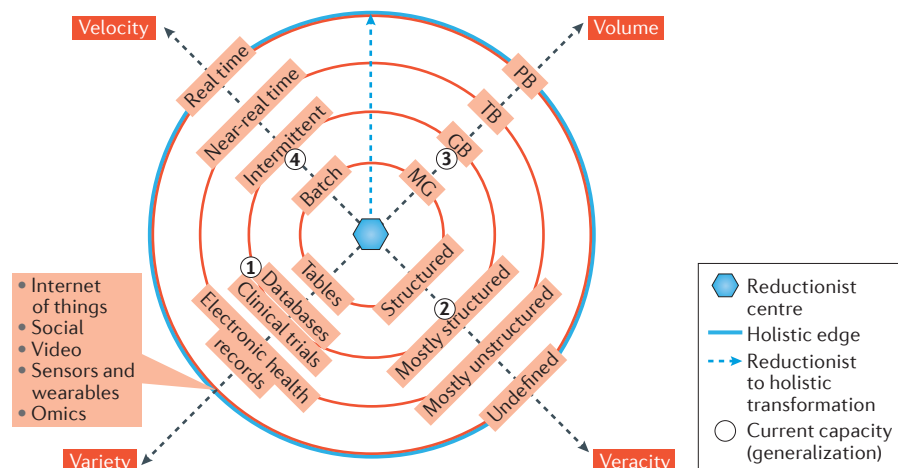 Velocity
Volume
Real time
PB
Near-real time
TB
Intermittent
GB
4
3
Batch
MG
1
Tables
Structured
Databases
Clinical trials
2
Mostly structured
Electronic health
records
Mostly unstructured
Undefined
• Internet
of things
• Social
• Video
• Sensors and
wearables
• Omics
Variety
Veracity
Reductionist
centre
Holistic edge
Reductionist
to holistic
transformation
Current capacity
(generalization)